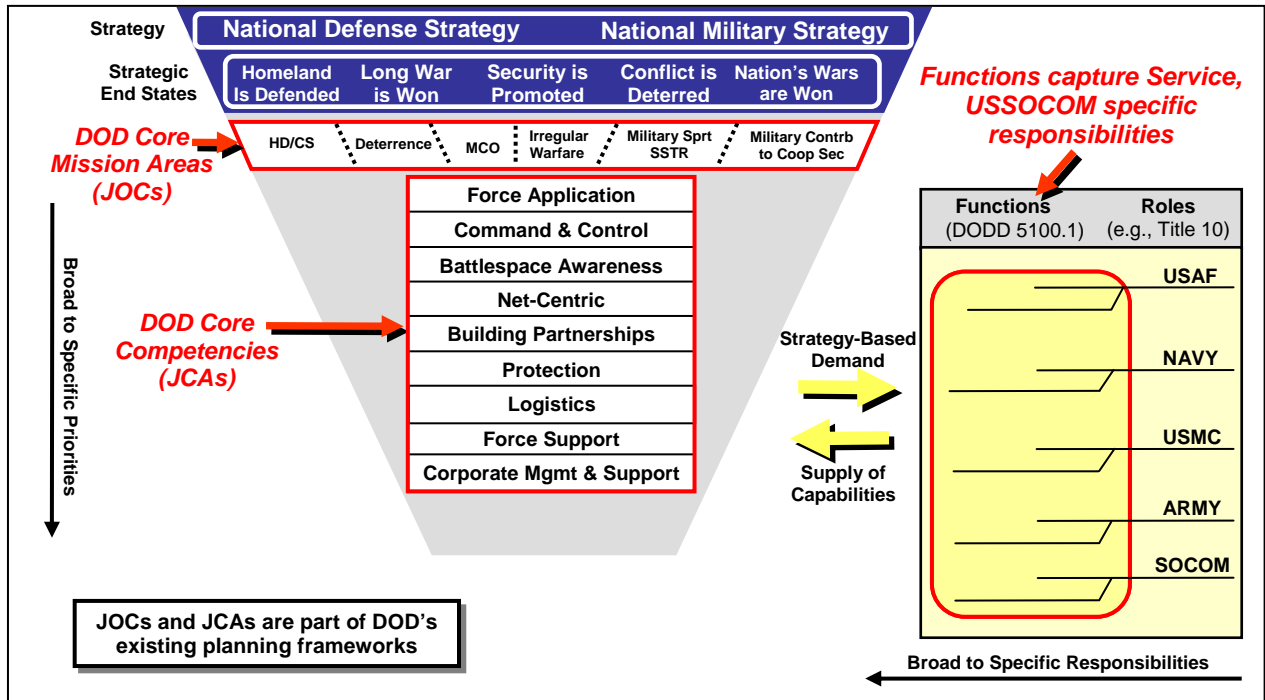 Strategy
National Defense Strategy National Military Strategy
Strategic
End States
Homeland
Is Defended
Long War
is Won
Security is
Promoted
Conflict is
Deterred
Nation's Wars
are Won
DOD Core
Mission Areas
(JOCs)
HD/CS
Deterrence
MCO
Irregular
Warfare
Military Sprt
SSTR
Military Contrb
to Coop Sec
Functions capture Service,
USSOCOM specific
responsibilities
Broad to Specific Priorities
DOD Core
Competencies
(JCAs)
Force Application
Command & Control
Battlespace Awareness
Net-Centric
Building Partnerships
Protection
Logistics
Force Support
Corporate Mgmt & Support
Strategy-Based
Demand
Supply of
Capabilities
Functions
(DODD 5100.1)
Roles
(e.g., Title 10)
USAF
NAVY
USMC
ARMY
SOCOM
JOCs and JCAs are part of DOD's
existing planning frameworks
Broad to Specific Responsibilities